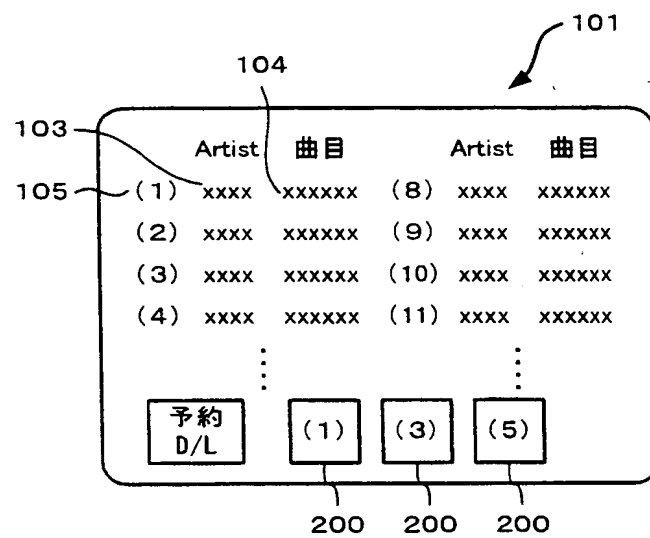 101
104
103
Artist 曲目 Artist 曲目
105 (1) xxxx xxxxxx (8) xxxx xxxxxx
(2) xxxx xxxxxx (9) xxxx xxxxxx
(3) xxxx xxxxxx (10) xxxx xxxxxx
(4) xxxx xxxxxx (11) xxxx xxxxxx
予約
D/L
(1) (3) (5)
200 200 200